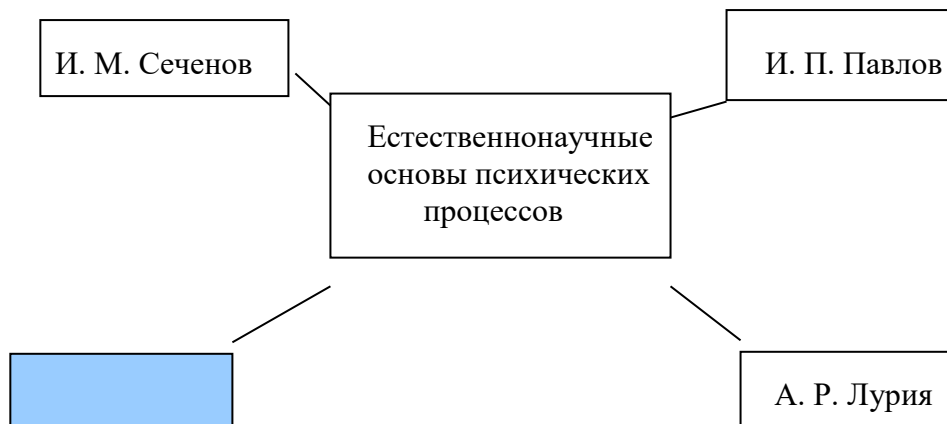 И. М. Сеченов
И. П. Павлов
Естественнонаучные
основы психических
процессов
А. Р. Лурия